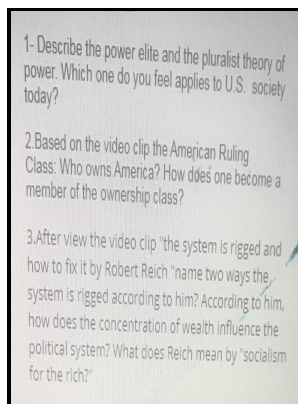 1- Describe the power elite and the pluralist theory of
power. Which one do you feel applies to U.S. society
today?
2.Based on the video clip the American Ruling
Class: Who owns America? How does one become a
member of the ownership class?
3.After view the video clip "the system is rigged and
how to fix it by Robert Reich "name two ways the
system is rigged according to him? According to him,
how does the concentration of wealth influence the
political system? What does Reich mean by "socialism
for the rich?"